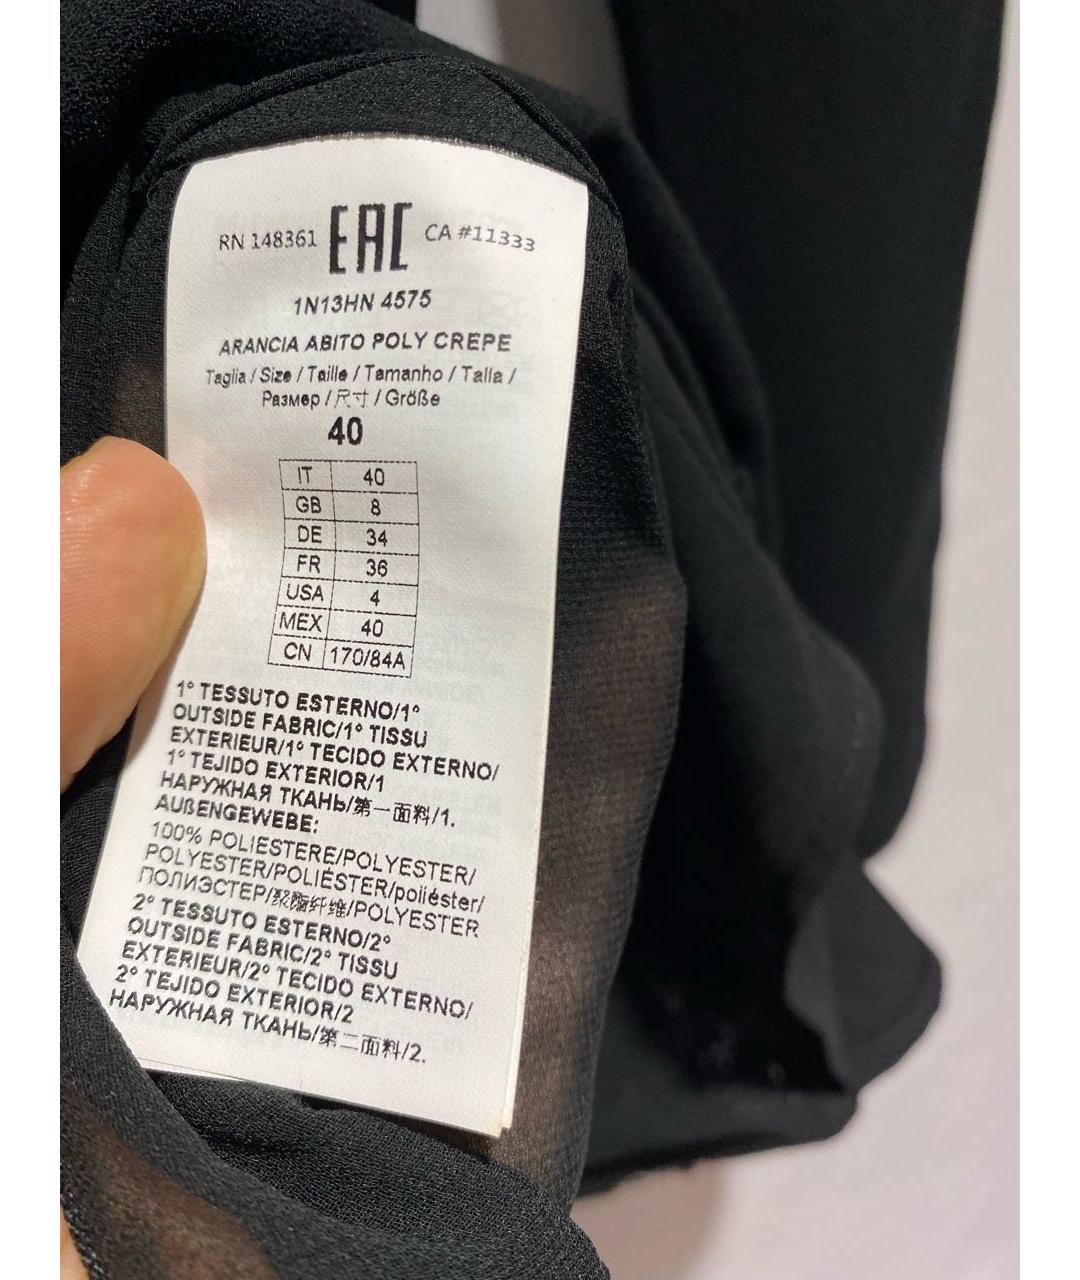 RN 148361 EAC CA #11333
1N13HN 4575
ARANCIA ABITO POLY CREPE
Taglia / Size / Taille / Tamanho / Talla /
Размер / 尺寸 / Größe
40
IT 40
GB 8
DE 34
FR 36
USA 4
MEX 40
CN 170/84A
1° TESSUTO ESTERNO/1°
OUTSIDE FABRIC/1° TISSU
EXTERIEUR/1° TECIDO EXTERNO/
1° TEJIDO EXTERIOR/1
НАРУЖНАЯ ТКАНЬ/第一面料/1.
AUßENGEWEBE:
100% POLIESTERE/POLYESTER/
POLYESTER/POLIÉSTER/poliéster/
ПОЛИЭСТЕР/聚酯纤维/POLYESTER
2° TESSUTO ESTERNO/2°
OUTSIDE FABRIC/2° TISSU
EXTERIEUR/2° TECIDO EXTERNO/
2° TEJIDO EXTERIOR/2
НАРУЖНАЯ ТКАНЬ/第二面料/2.